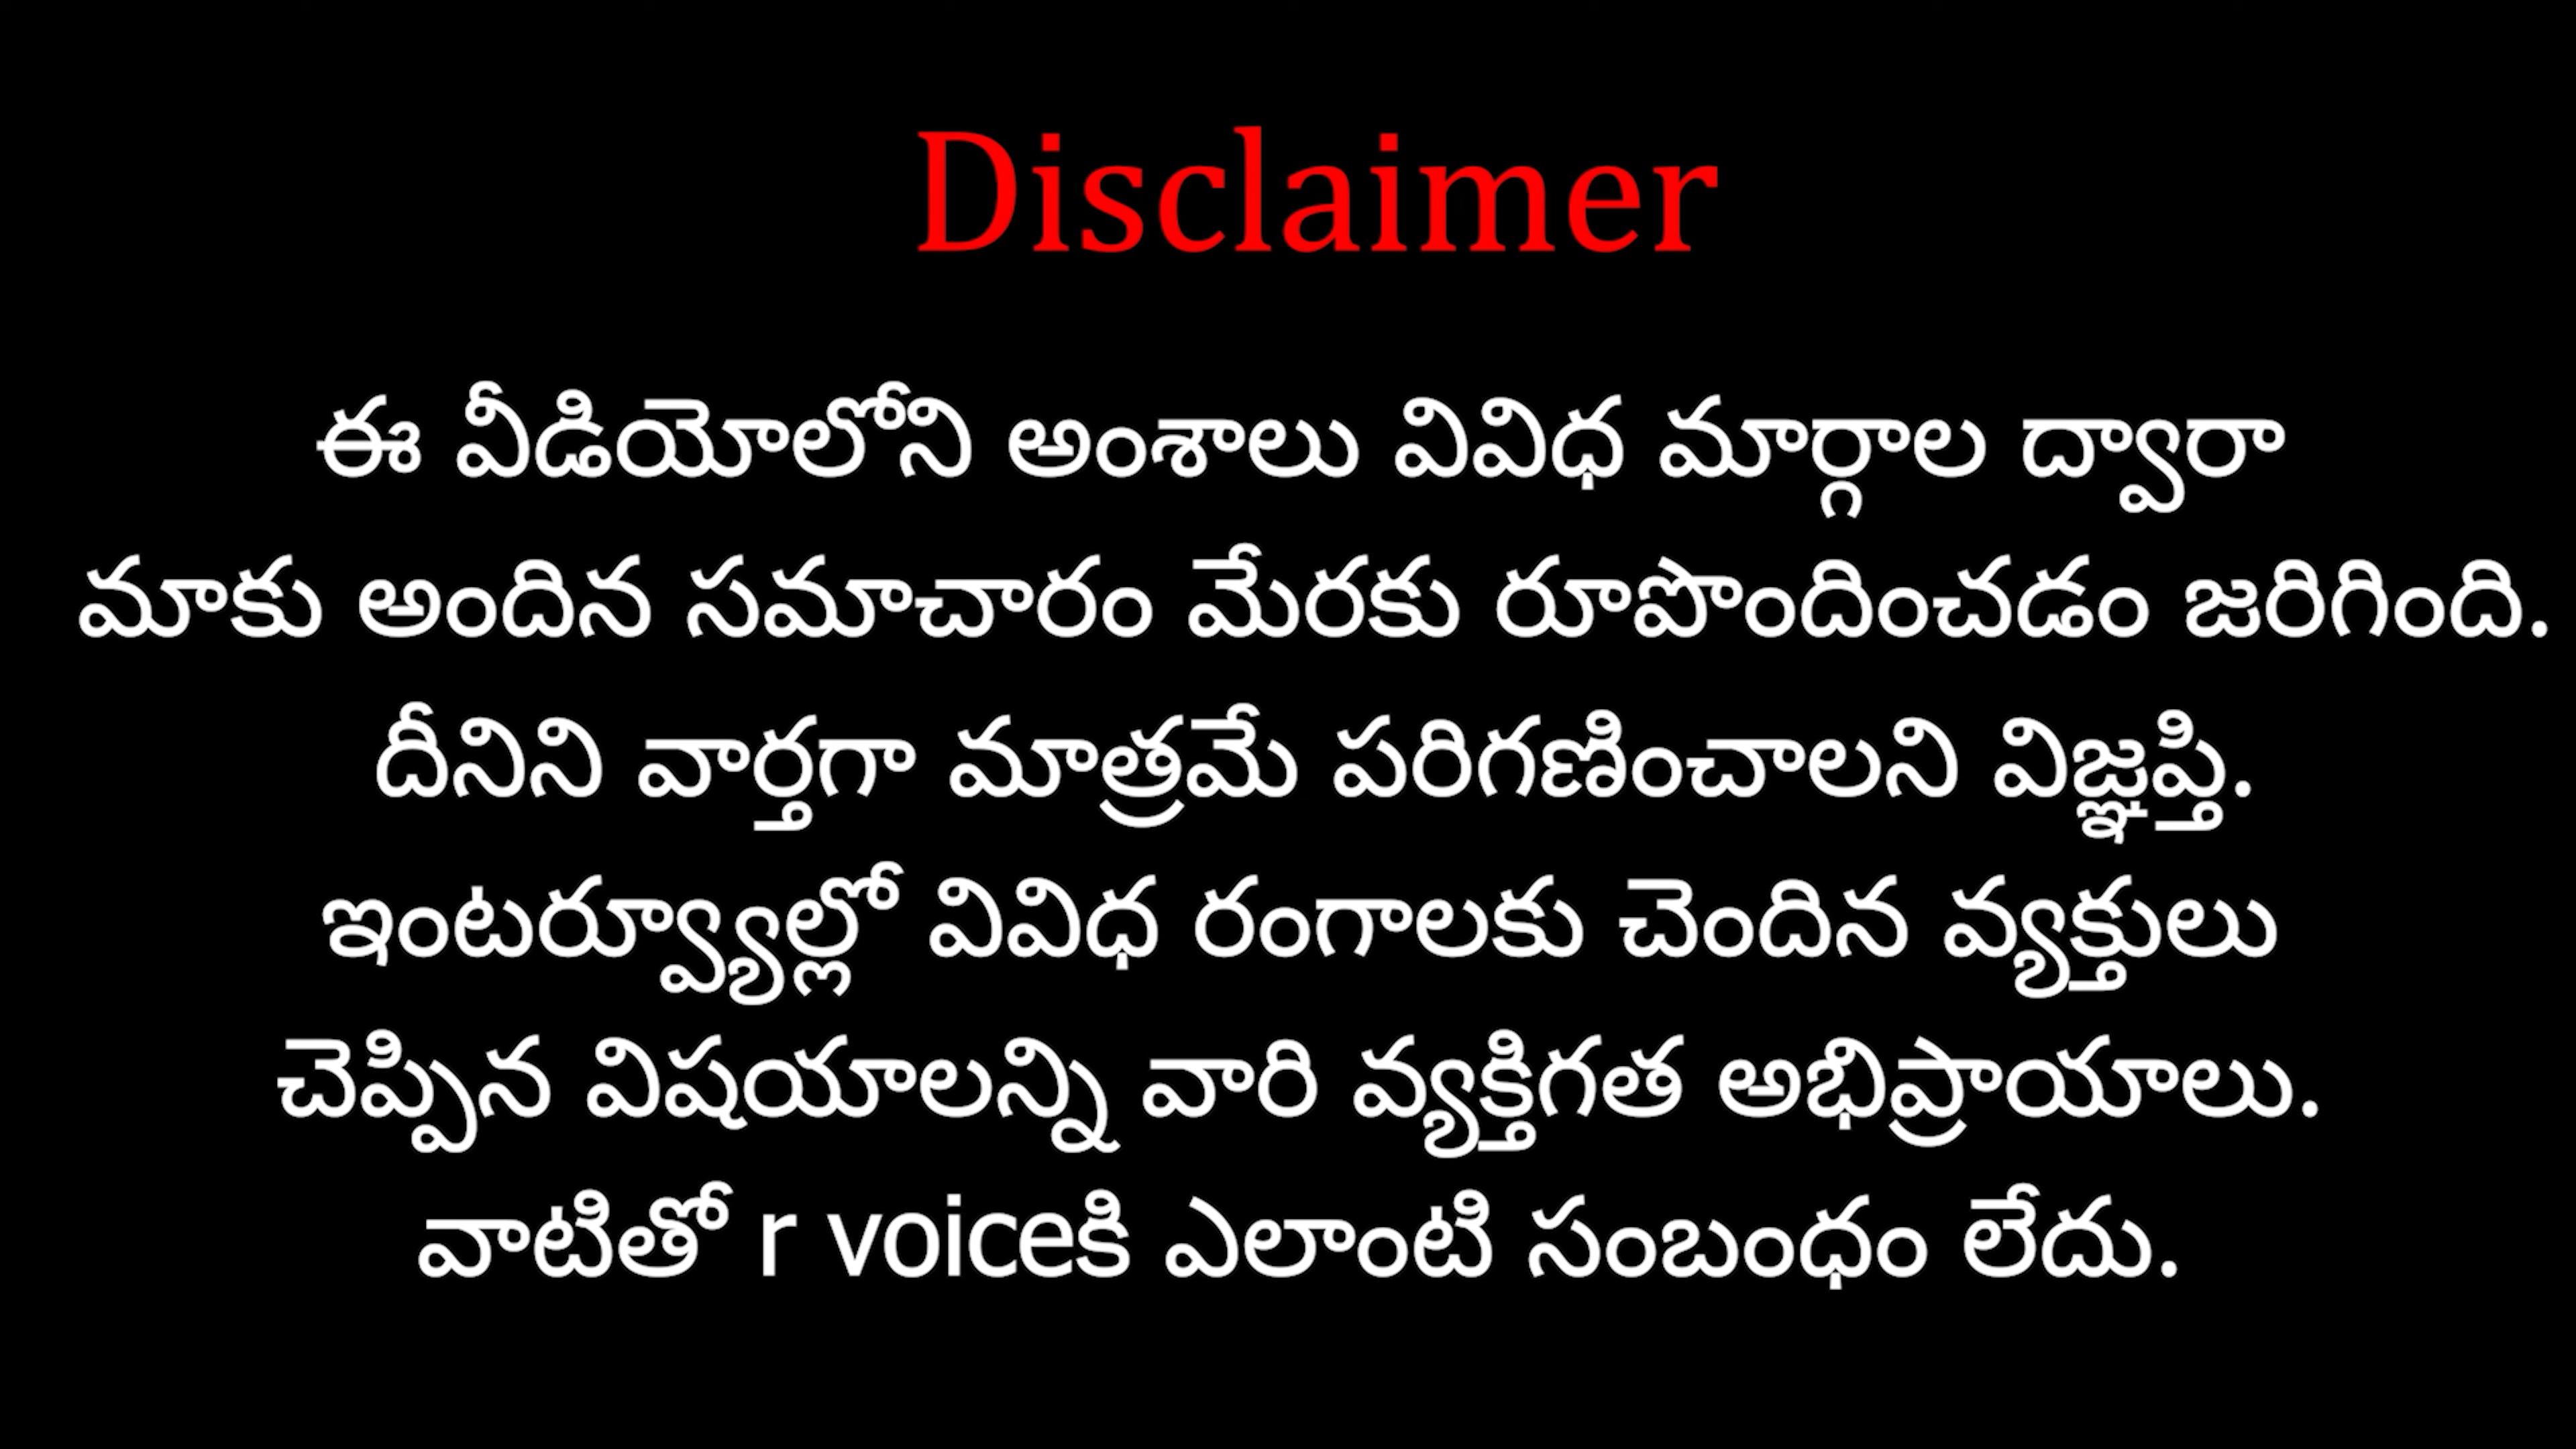 Disclaimer
ఈ వీడియోలోని అంశాలు వివిధ మార్గాల ద్వారా
మాకు అందిన సమాచారం మేరకు రూపొందించడం జరిగింది.
దీనిని వార్తగా మాత్రమే పరిగణించాలని విజ్ఞప్తి.
ఇంటర్వ్యూల్లో వివిధ రంగాలకు చెందిన వ్యక్తులు
చెప్పిన విషయాలన్ని వారి వ్యక్తిగత అభిప్రాయాలు.
వాటితో r voiceకి ఎలాంటి సంబంధం లేదు.